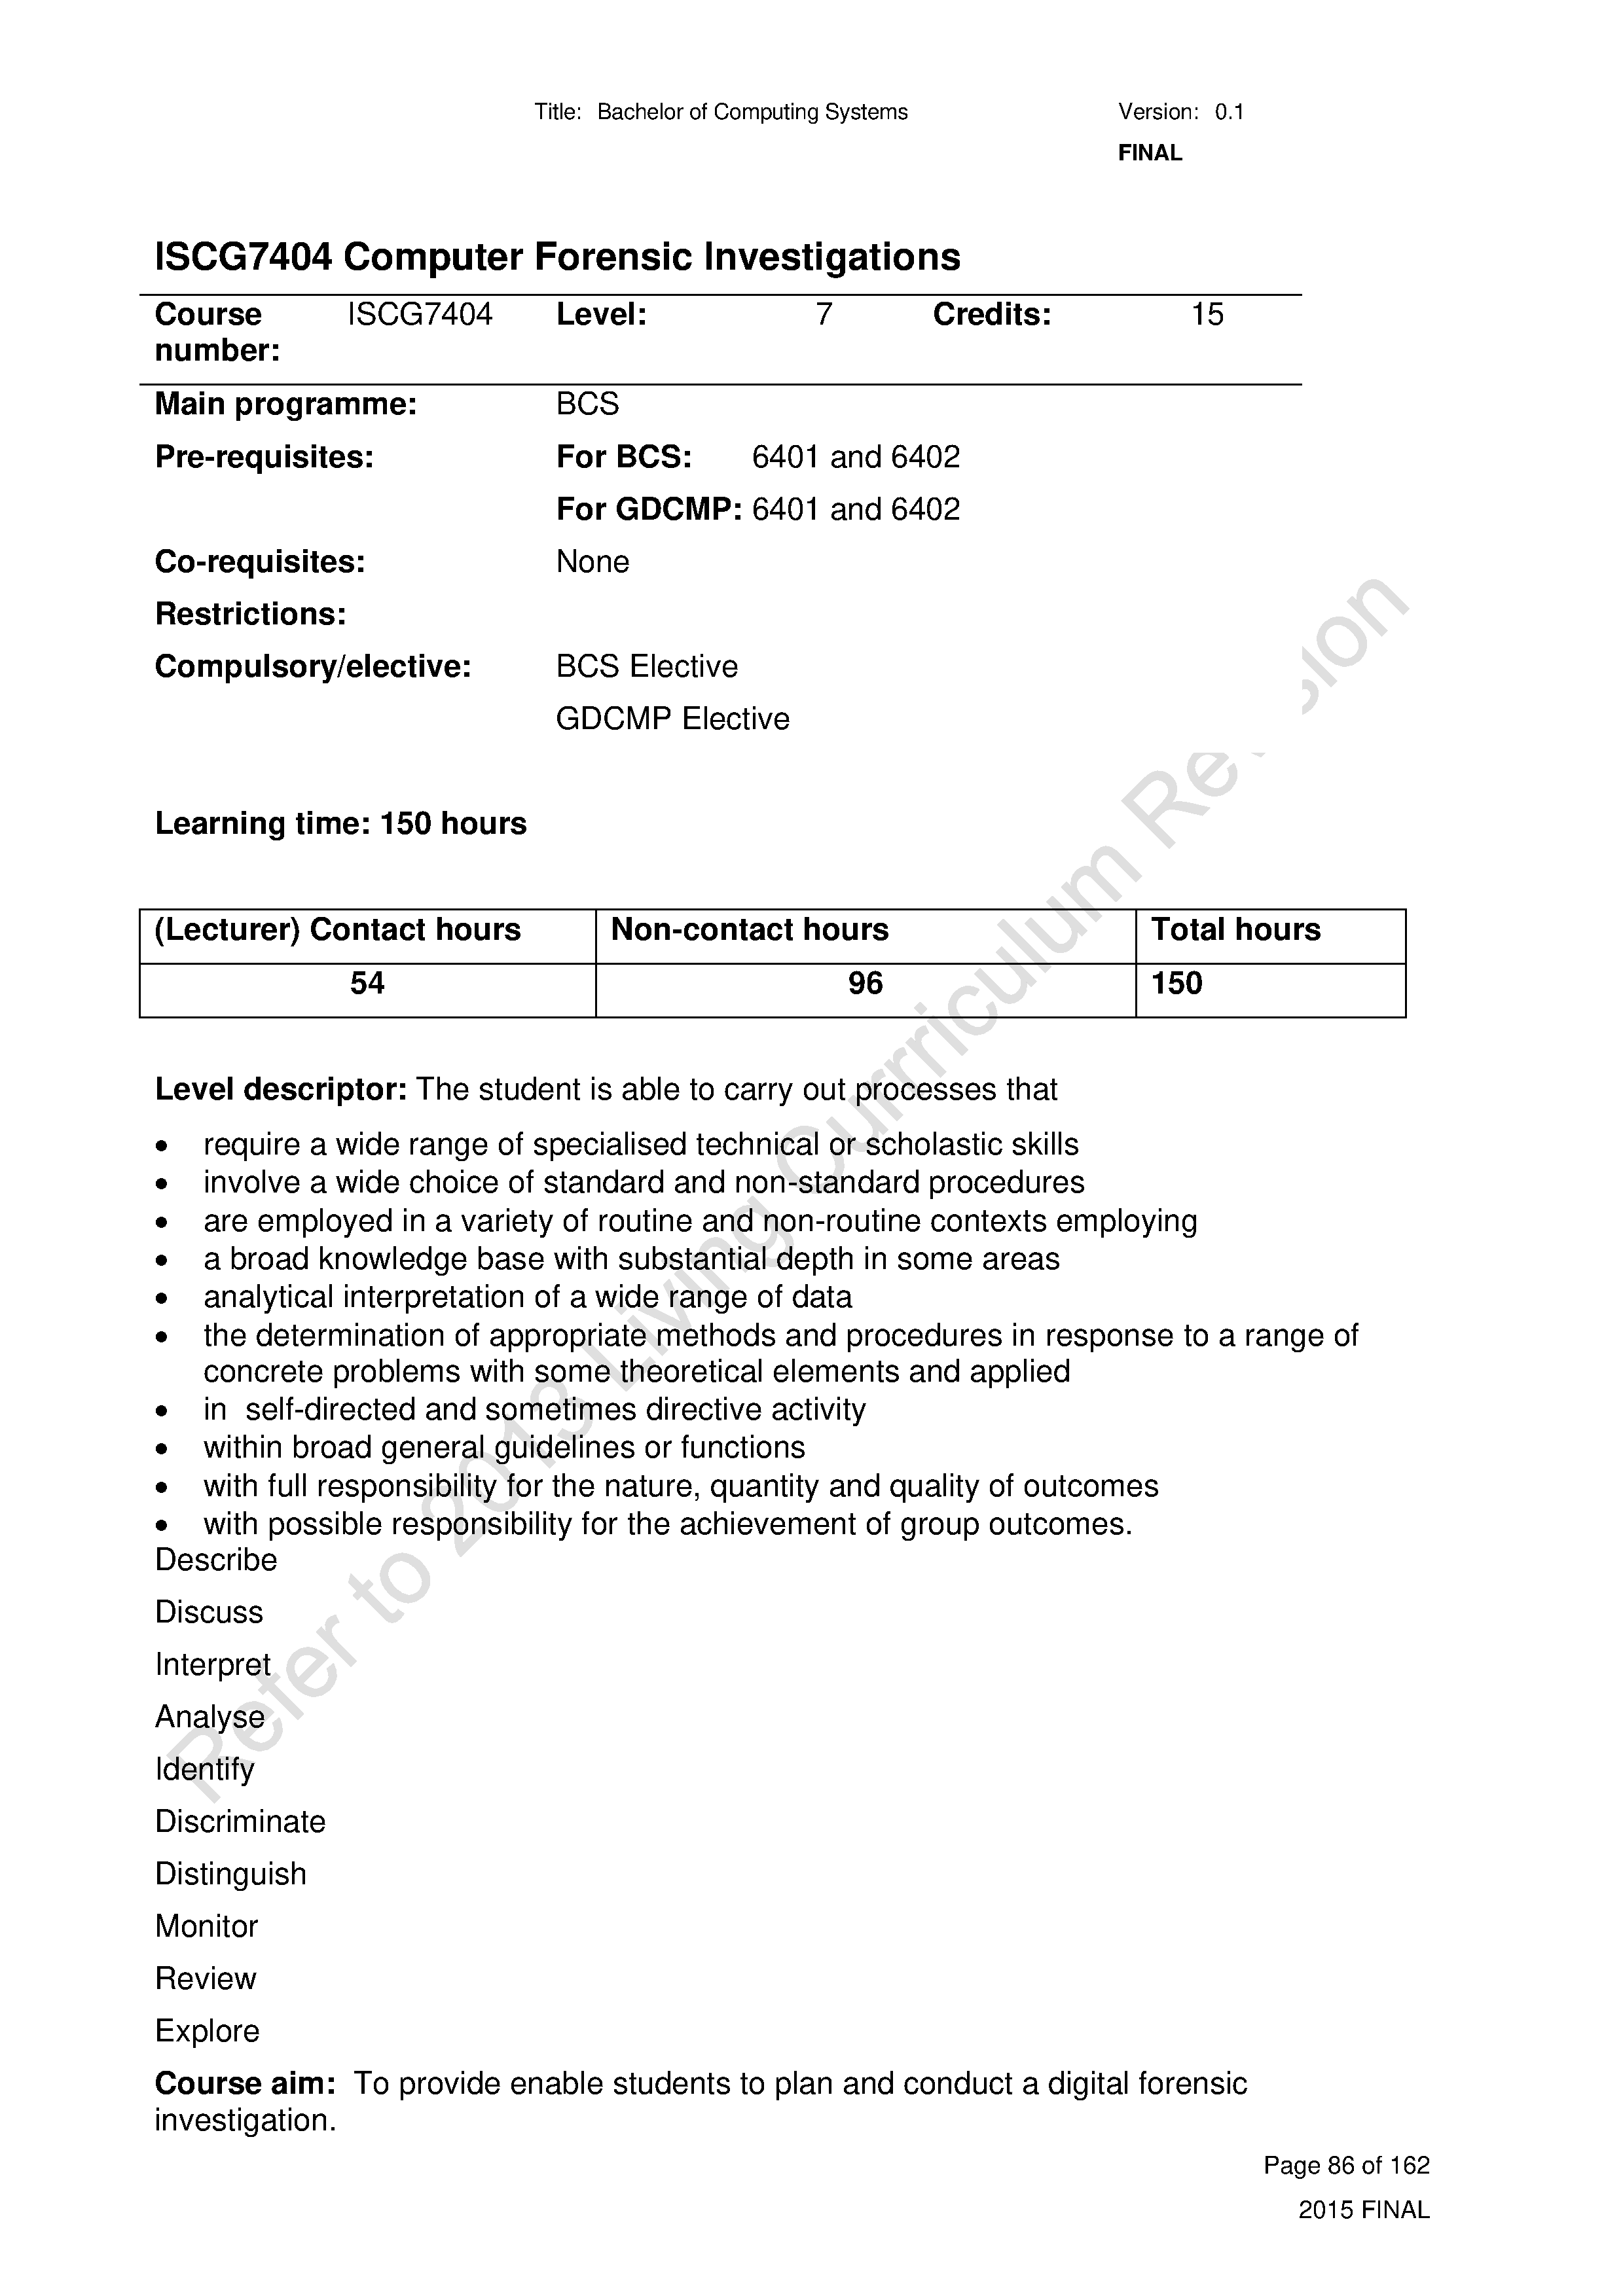 Title: Bachelor of Computing Systems Version: 0.1
FINAL
ISCG7404 Computer Forensic Investigations
Course number: ISCG7404 Level: 7 Credits: 15
Main programme: BCS
Pre-requisites: For BCS: 6401 and 6402
For GDCMP: 6401 and 6402
Co-requisites: None
Restrictions:
Compulsory/elective: BCS Elective
GDCMP Elective
Learning time: 150 hours
(Lecturer) Contact hours Non-contact hours Total hours
54 96 150
Level descriptor: The student is able to carry out processes that
• require a wide range of specialised technical or scholastic skills
• involve a wide choice of standard and non-standard procedures
• are employed in a variety of routine and non-routine contexts employing
• a broad knowledge base with substantial depth in some areas
• analytical interpretation of a wide range of data
• the determination of appropriate methods and procedures in response to a range of
concrete problems with some theoretical elements and applied
• in self-directed and sometimes directive activity
• within broad general guidelines or functions
• with full responsibility for the nature, quantity and quality of outcomes
• with possible responsibility for the achievement of group outcomes.
Describe
Discuss
Interpret
Analyse
Identify
Discriminate
Distinguish
Monitor
Review
Explore
Course aim: To provide enable students to plan and conduct a digital forensic
investigation.
Page 86 of 162
2015 FINAL
Refer to 2013 Living Curriculum Revision